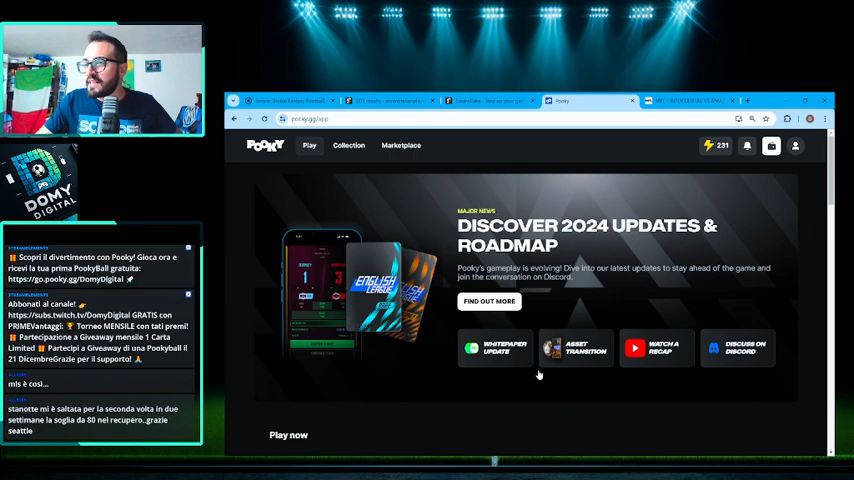 Sorare: Global Fantasy Football
Pooky
pooky.gg/app
POOKY
Play
Collection
Marketplace
231
MAJOR NEWS
DISCOVER 2024 UPDATES &
ROADMAP
Pooky's gameplay is evolving! Dive into our latest updates to stay ahead of the game and
join the conversation on Discord.
FIND OUT MORE
ENGLISH
LEAGUE
WHITEPAPER
UPDATE
ASSET
TRANSITION
WATCH A
RECAP
DISCUSS ON
DISCORD
Play now
DOMY
DIGITAL
STREAMELEMENTS
Scopri il divertimento con Pooky! Gioca ora e
ricevi la tua prima PookyBall gratuita:
https://go.pooky.gg/DomyDigital
STREAMELEMENTS
Abbonati al canale!
https://subs.twitch.tv/DomyDigital GRATIS con
PRIMEVantaggi: Torneo MENSILE con tati premi!
Partecipazione a Giveaway mensile 1 Carta
Limited Partecipi a Giveaway di una Pookyball il
21 DicembreGrazie per il supporto!
mls è così...
stanotte mi è saltata per la seconda volta in due
settimane la soglia da 80 nel recupero..grazie
seattle